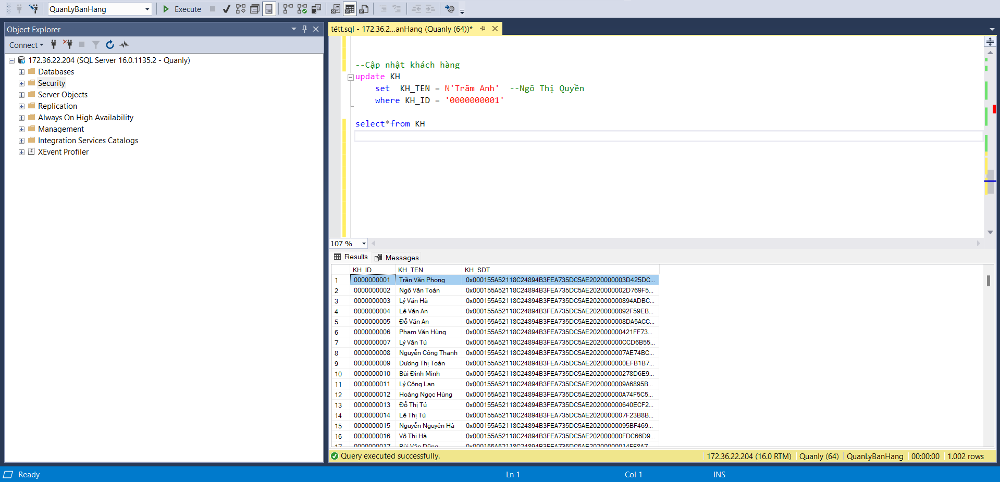 QuanLyBanHang
Execute
Object Explorer
Connect
172.36.22.204 (SQL Server 16.0.1135.2 - Quanly)
Databases
Security
Server Objects
Replication
Always On High Availability
Management
Integration Services Catalogs
XEvent Profiler
tétt.sql - 172.36.2...anHang (Quanly (64))*
--Cập nhật khách hàng
update KH
set KH_TEN = N'Trâm Anh' --Ngô Thị Quyền
where KH_ID = '0000000001'
select*from KH
107 %
Results Messages
KH_ID KH_TEN KH_SDT
1 0000000001 Trần Văn Phong 0x000155A52118C24894B3FEA735DC5AE2020000003D425DC...
2 0000000002 Ngô Văn Toàn 0x000155A52118C24894B3FEA735DC5AE202000000002D769F5...
3 0000000003 Lý Văn Hà 0x000155A52118C24894B3FEA735DC5AE202000000894ADBC...
4 0000000004 Lê Văn An 0x000155A52118C24894B3FEA735DC5AE20200000092F59EB...
5 0000000005 Đỗ Văn An 0x000155A52118C24894B3FEA735DC5AE2020000008DA5ACC...
6 0000000006 Phạm Văn Hùng 0x000155A52118C24894B3FEA735DC5AE202000000421FF73...
7 0000000007 Lý Văn Tú 0x000155A52118C24894B3FEA735DC5AE202000000CCD6B55...
8 0000000008 Nguyễn Công Thanh 0x000155A52118C24894B3FEA735DC5AE2020000007AE74BC...
9 0000000009 Dương Thị Toàn 0x000155A52118C24894B3FEA735DC5AE2020000000EFB1B7...
10 0000000010 Bùi Đình Minh 0x000155A52118C24894B3FEA735DC5AE202000000278D6E9...
11 0000000011 Lý Công Lan 0x000155A52118C24894B3FEA735DC5AE2020000009A6895B...
12 0000000012 Hoàng Ngọc Hùng 0x000155A52118C24894B3FEA735DC5AE202000000A74F5C5...
13 0000000013 Đỗ Thị Tú 0x000155A52118C24894B3FEA735DC5AE202000000640ECF2...
14 0000000014 Lê Thị Tú 0x000155A52118C24894B3FEA735DC5AE2020000007F23B8B...
15 0000000015 Nguyễn Nguyên Hà 0x000155A52118C24894B3FEA735DC5AE20200000095BF469...
16 0000000016 Võ Thị Hà 0x000155A52118C24894B3FEA735DC5AE202000000FDC66D9...
17 0000000017 Bùi Văn Dũng
Query executed successfully. 172.36.22.204 (16.0 RTM) Quanly (64) QuanLyBanHang 00:00:00 1.002 rows
Ready Ln 1 Col 1 INS